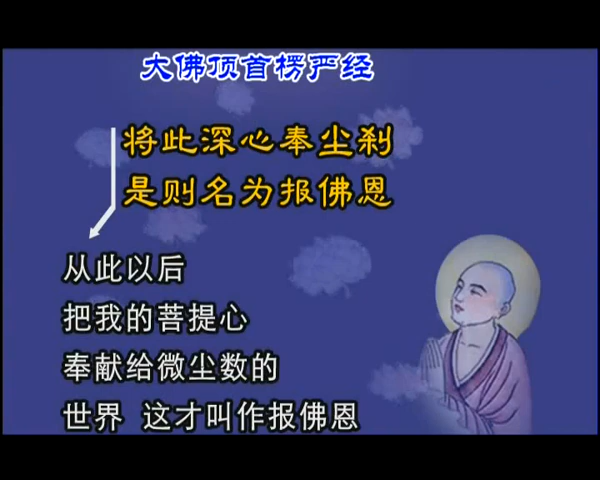 大佛顶首楞严经
将此深心奉尘刹
是则名为报佛恩
从此以后
把我的菩提心
奉献给微尘数的
世界 这才叫作报佛恩